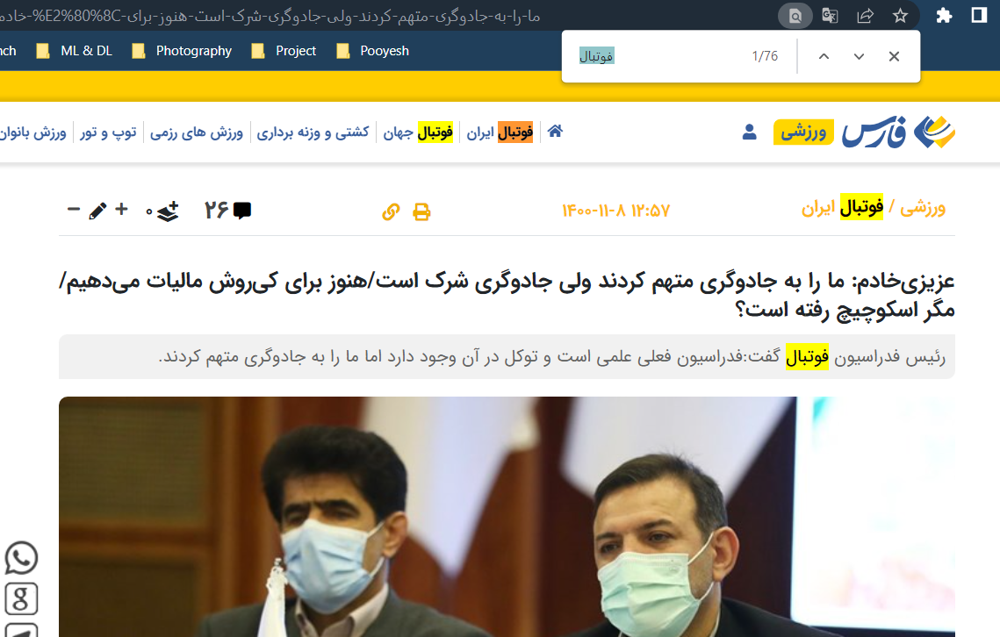 ما-را-به-جادوگری-متهم-کردند-ولی-جادوگری-شرک-است-هنوز-برای-%E2%80%8C-خادم
nch ML & DL Photography Project Pooyesh
فوتبال 1/76
فارس ورزشی
فوتبال ایران فوتبال جهان کشتی و وزنه برداری ورزش های رزمی توپ و تور ورزش بانوان
ورزشی / فوتبال ایران ۱۴۰۰-۱۱-۸ ۱۲:۵۷ ۲۶ ۰ + −
عزیزی‌خادم: ما را به جادوگری متهم کردند ولی جادوگری شرک است/هنوز برای کی‌روش مالیات می‌دهیم/
مگر اسکوچیچ رفته است؟
رئیس فدراسیون فوتبال گفت:فدراسیون فعلی علمی است و توکل در آن وجود دارد اما ما را به جادوگری متهم کردند.